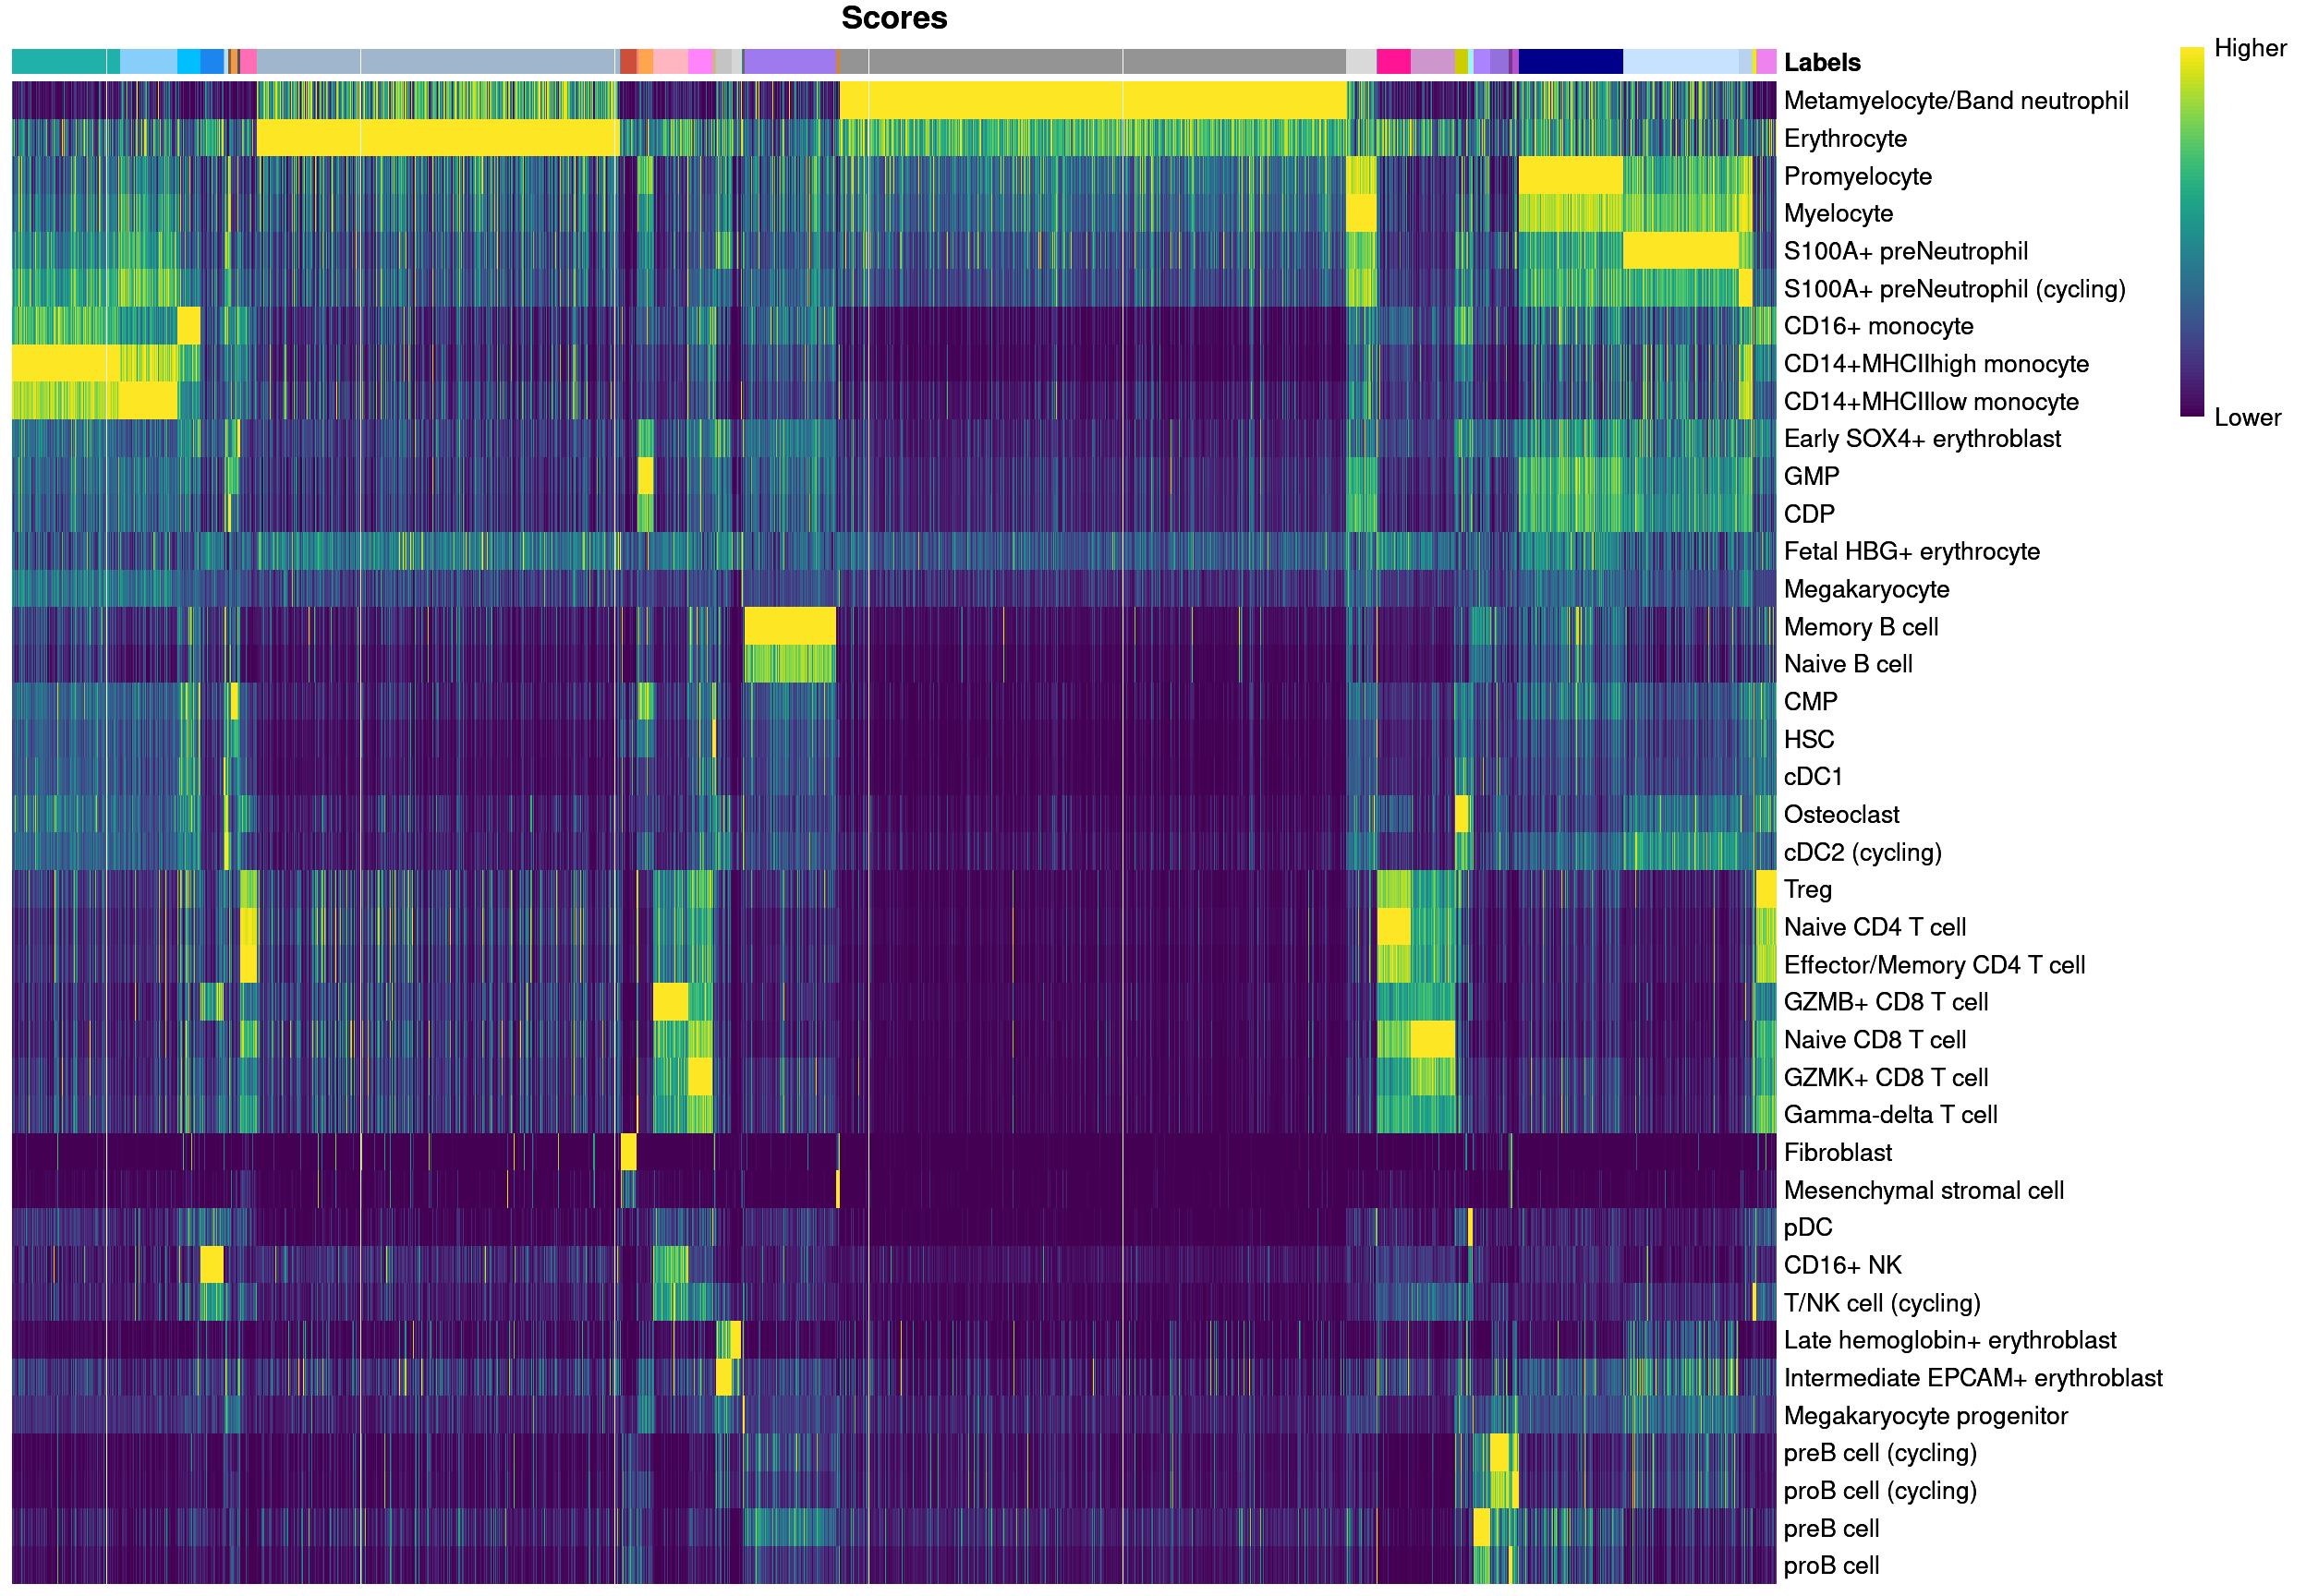 Scores
Higher
Labels
Metamyelocyte/Band neutrophil
Erythrocyte
Promyelocyte
Myelocyte
S100A+ preNeutrophil
S100A+ preNeutrophil (cycling)
CD16+ monocyte
CD14+MHCIIhigh monocyte
CD14+MHCIIlow monocyte
Lower
Early SOX4+ erythroblast
GMP
CDP
Fetal HBG+ erythrocyte
Megakaryocyte
Memory B cell
Naive B cell
CMP
HSC
cDC1
Osteoclast
cDC2 (cycling)
Treg
Naive CD4 T cell
Effector/Memory CD4 T cell
GZMB+ CD8 T cell
Naive CD8 T cell
GZMK+ CD8 T cell
Gamma-delta T cell
Fibroblast
Mesenchymal stromal cell
pDC
CD16+ NK
T/NK cell (cycling)
Late hemoglobin+ erythroblast
Intermediate EPCAM+ erythroblast
Megakaryocyte progenitor
preB cell (cycling)
proB cell (cycling)
preB cell
proB cell